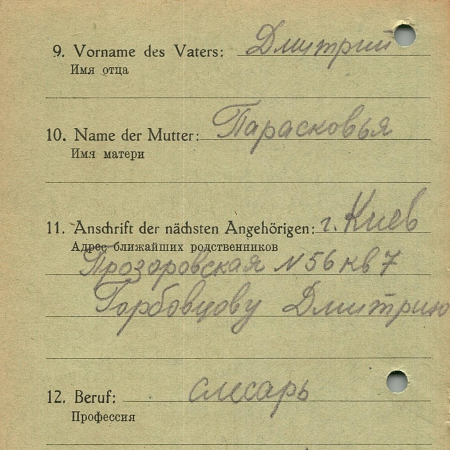 9. Vorname des Vaters: Дмитрий
Имя отца
10. Name der Mutter: Парасковья
Имя матери
11. Anschrift der nächsten Angehörigen: г. Киев
Адрес ближайших родственников
Прозоровская N 56 кв 7
Горбовцову Дмитрию
12. Beruf: слесарь
Профессия